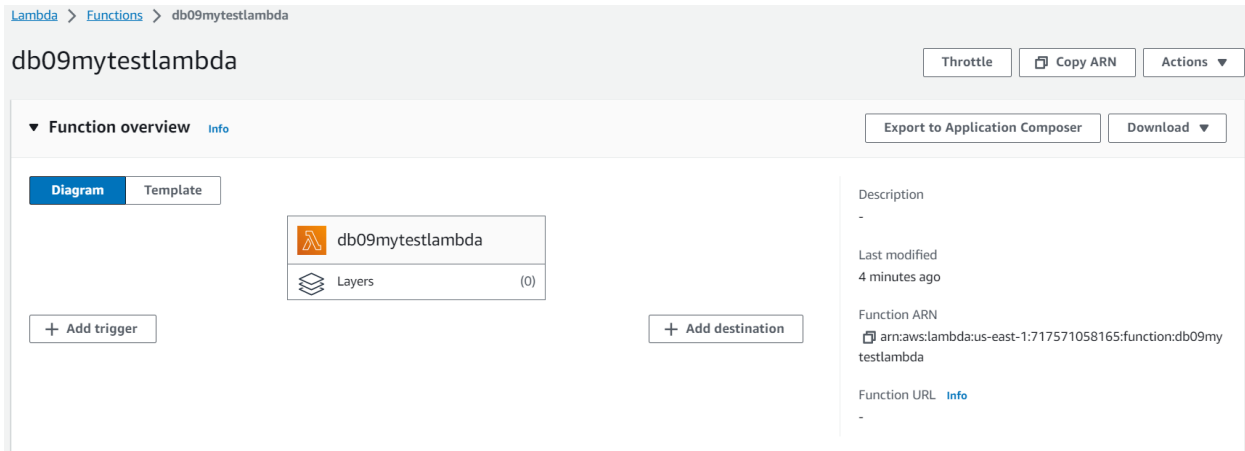 Lambda > Functions > db09mytestlambda
db09mytestlambda
Throttle
Copy ARN
Actions
Function overview Info
Export to Application Composer
Download
Diagram
Template
db09mytestlambda
Layers (0)
+ Add trigger
+ Add destination
Description
-
Last modified
4 minutes ago
Function ARN
arn:aws:lambda:us-east-1:717571058165:function:db09my
testlambda
Function URL Info
-